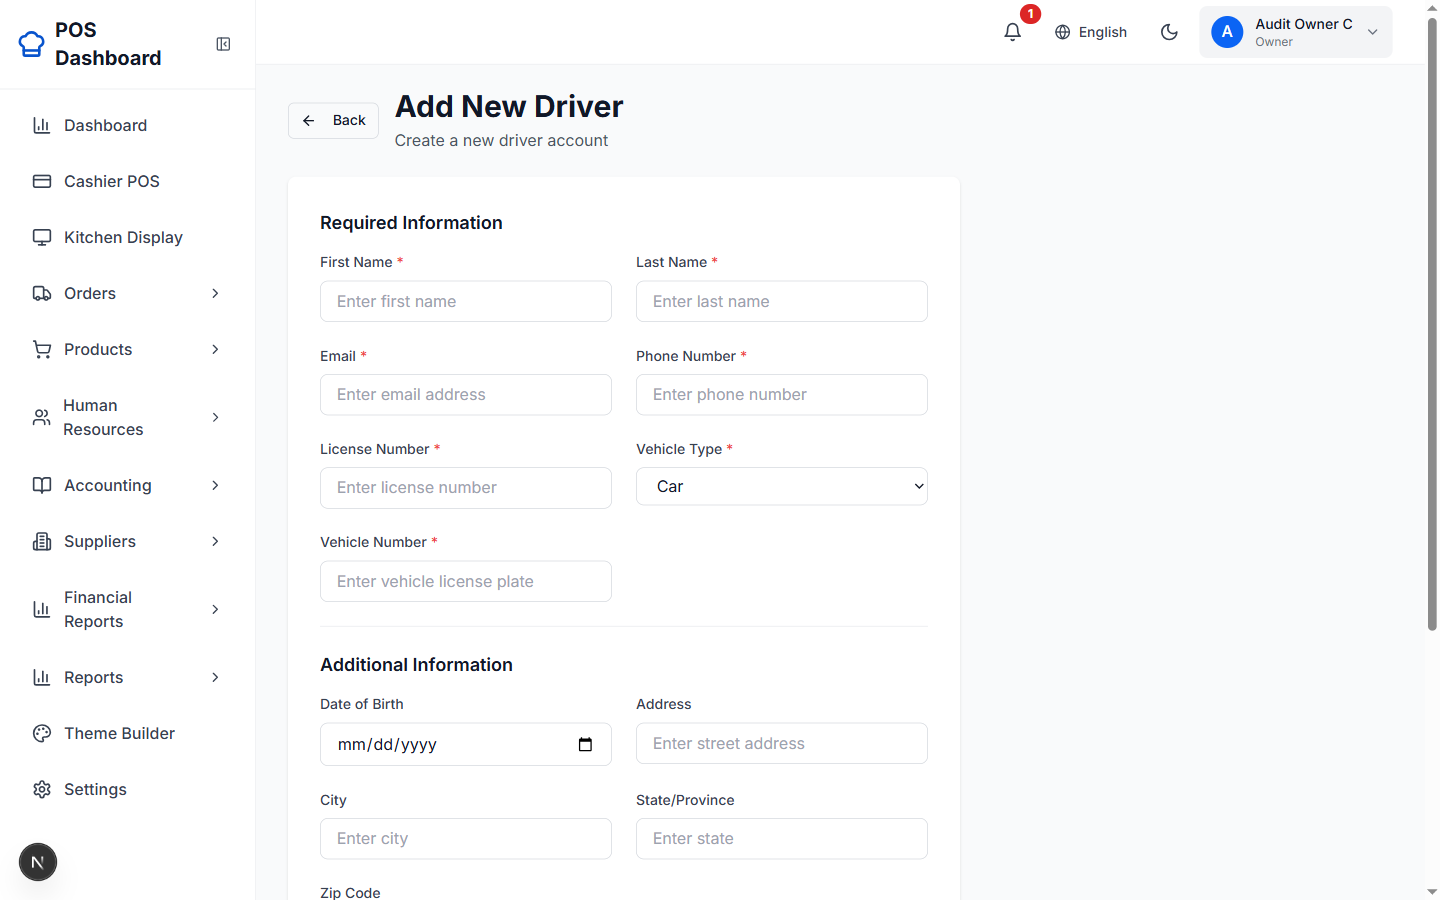 POS
Dashboard
Dashboard
Cashier POS
Kitchen Display
Orders
Products
Human
Resources
Accounting
Suppliers
Financial
Reports
Reports
Theme Builder
Settings
N
1
English
A
Audit Owner C
Owner
Back
Add New Driver
Create a new driver account
Required Information
First Name *
Last Name *
Enter first name
Enter last name
Email *
Phone Number *
Enter email address
Enter phone number
License Number *
Vehicle Type *
Enter license number
Car
Vehicle Number *
Enter vehicle license plate
Additional Information
Date of Birth
Address
mm/dd/yyyy
Enter street address
City
State/Province
Enter city
Enter state
Zip Code